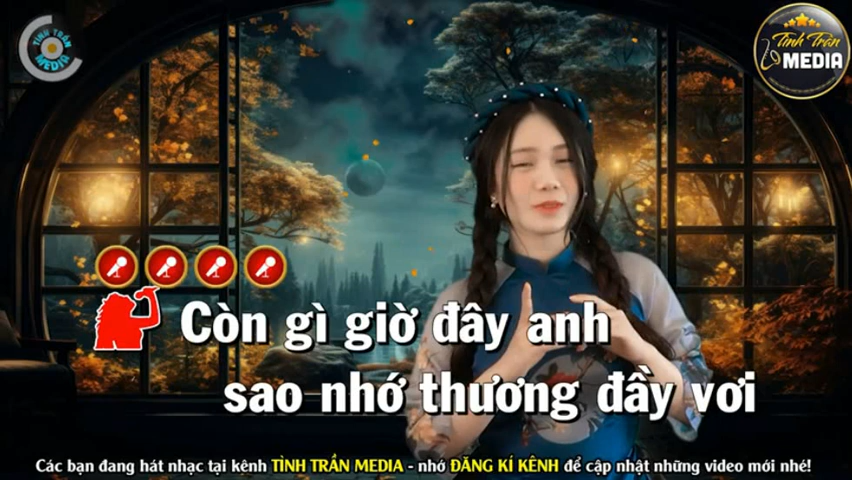 TÌNH TRẦN
MEDIA
Tình Trần
MEDIA
Còn gì giờ đây anh
sao nhớ thương đầy vơi
Các bạn đang hát nhạc tại kênh TÌNH TRẦN MEDIA - nhớ ĐĂNG KÍ KÊNH để cập nhật những video mới nhé!